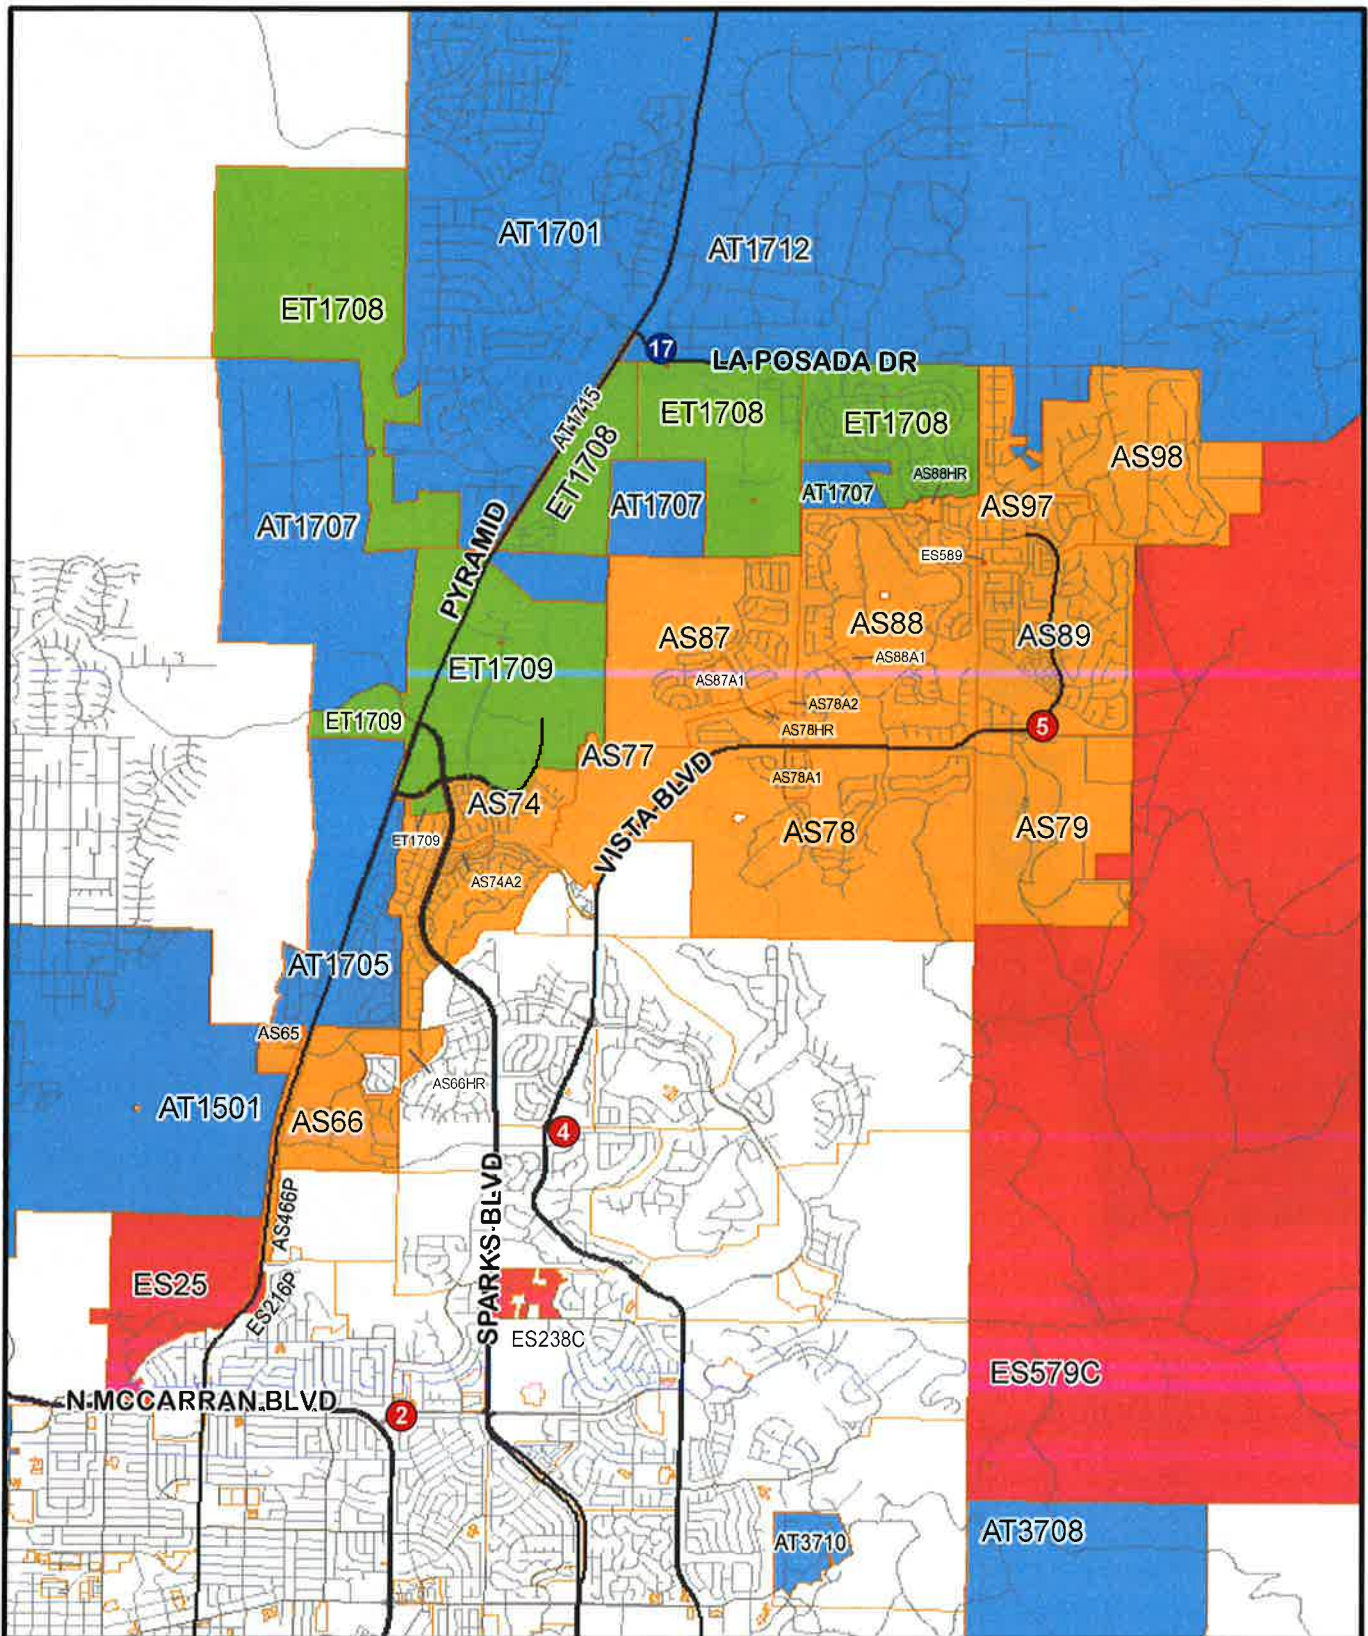 AT1701
AT1712
ET1708
17
LA POSADA DR
AT1715
ET1708
ET1708
ET1708
AS98
AS88HR
AT1707
AT1707
AS97
AT1707
PYRAMID
ES589
AS87
AS88
AS89
AS88A1
ET1709
AS87A1
AS78A2
ET1709
AS78HR
5
AS77
VISTA BLVD
AS78A1
AS74
AS78
AS79
ET1709
AS74A2
AT1705
AS65
AS66HR
AT1501
AS66
4
SPARKS BLVD
AS466P
ES25
ES216P
ES238C
ES579C
N MCCARRAN BLVD
2
AT3710
AT3708